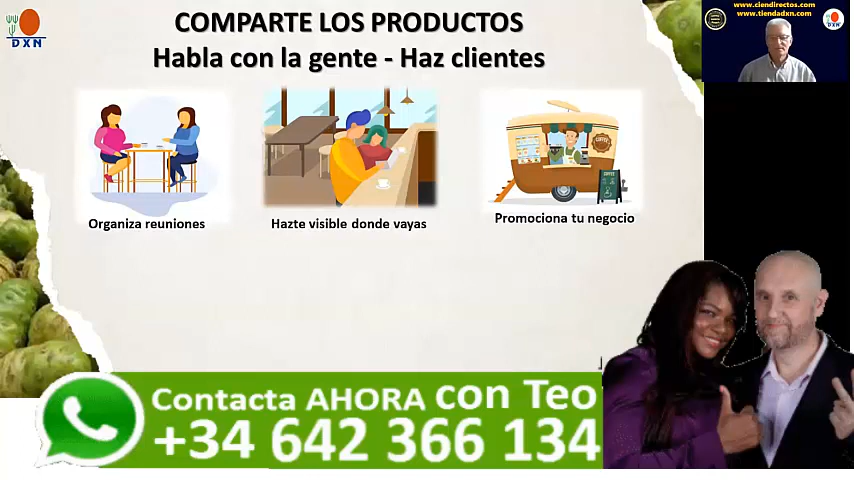 COMPARTE LOS PRODUCTOS
Habla con la gente - Haz clientes
DXN
www.ciendirectos.com
www.tiendadxn.com
Organiza reuniones
Hazte visible donde vayas
Promociona tu negocio
COFFEE
Contacta AHORA con Teo
+34 642 366 134